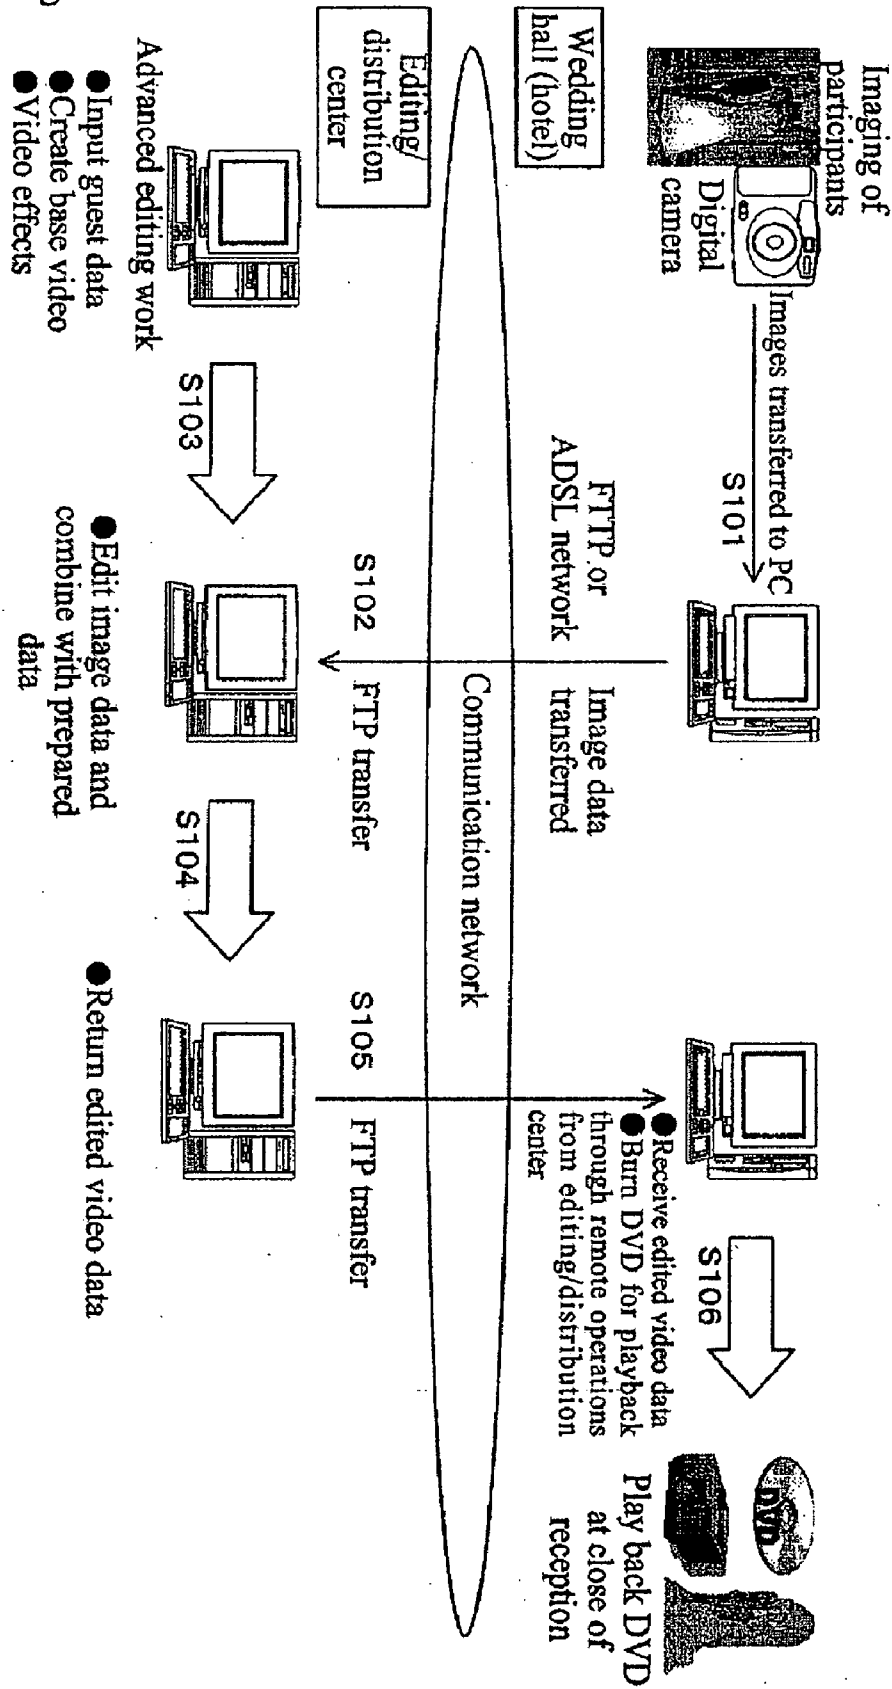 Imaging of
participants
Digital
camera
Images transferred to PC
S101
Wedding
hall (hotel)
FTTP or
ADSL network
Image data
transferred
Receive edited video data
Burn DVD for playback
through remote operations
from editing/distribution
center
S106
DVD
Play back DVD
at close of
reception
Communication network
Editing/
distribution
center
S102
FTP transfer
S105
FTP transfer
Advanced editing work
●Input guest data
●Create base video
●Video effects
S103
●Edit image data and
combine with prepared
data
S104
●Return edited video data